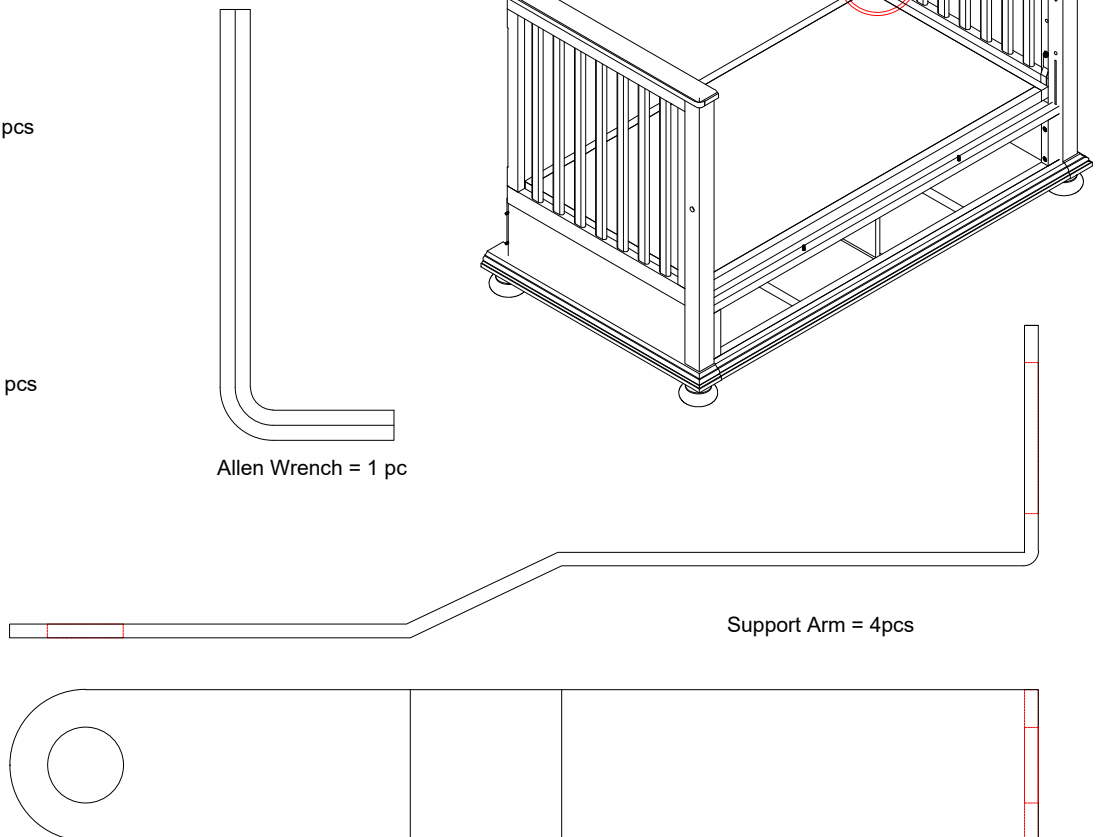 pcs
pcs
Allen Wrench = 1 pc
Support Arm = 4pcs